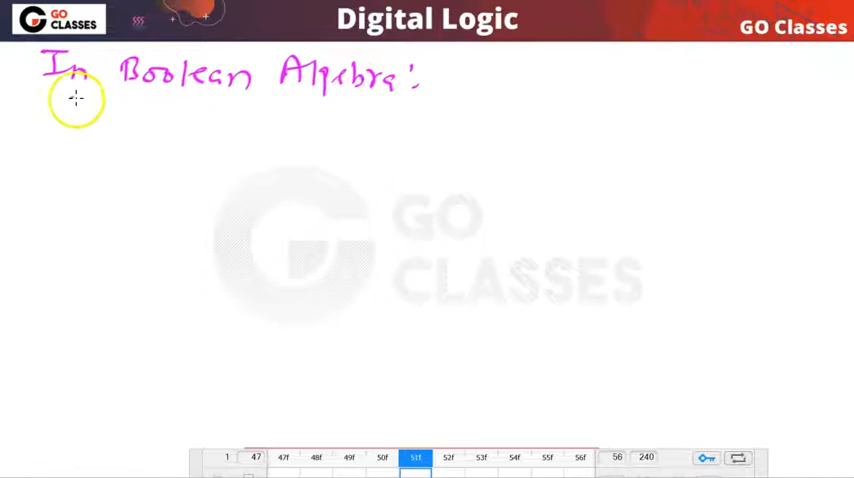 GO
CLASSES
Digital Logic
GO Classes
In Boolean Algebra:
GO
CLASSES
1 47 47f 48f 49f 50f 51f 52f 53f 54f 55f 56f 56 240